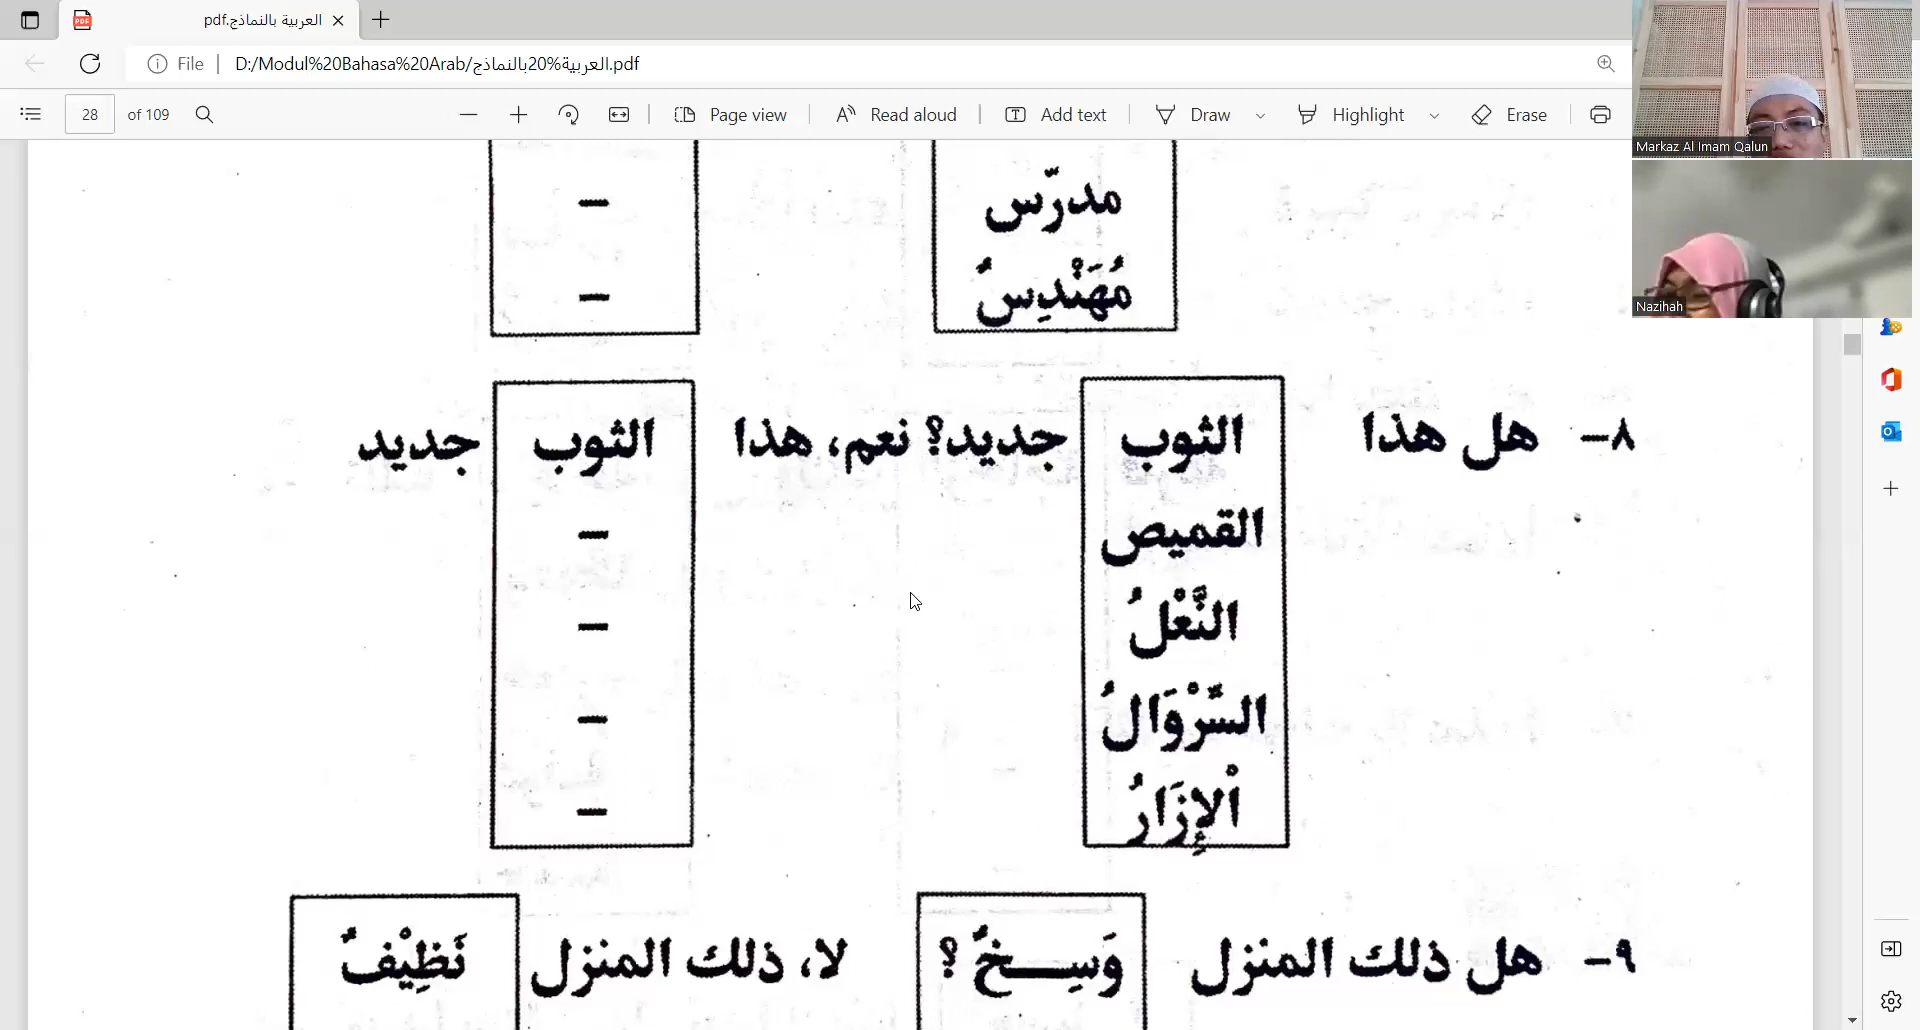 العربية بالنماذج.pdf
File
D:/Modul%20Bahasa%20Arab/العربية%20بالنماذج.pdf
28 of 109
Page view
Read aloud
Add text
Draw
Highlight
Erase
Markaz Al Imam Qalun
Nazihah
مدرّس –
مُهَنْدِسٌ –
٨– هل هذا الثوب جديد؟ نعم، هذا الثوب جديد
القميص –
النَّعْلُ –
السِّرْوَالُ –
اْلإِزَارُ –
٩– هل ذلك المنزل وَسِـخٌ ؟ لا، ذلك المنزل نَظِيْفٌ